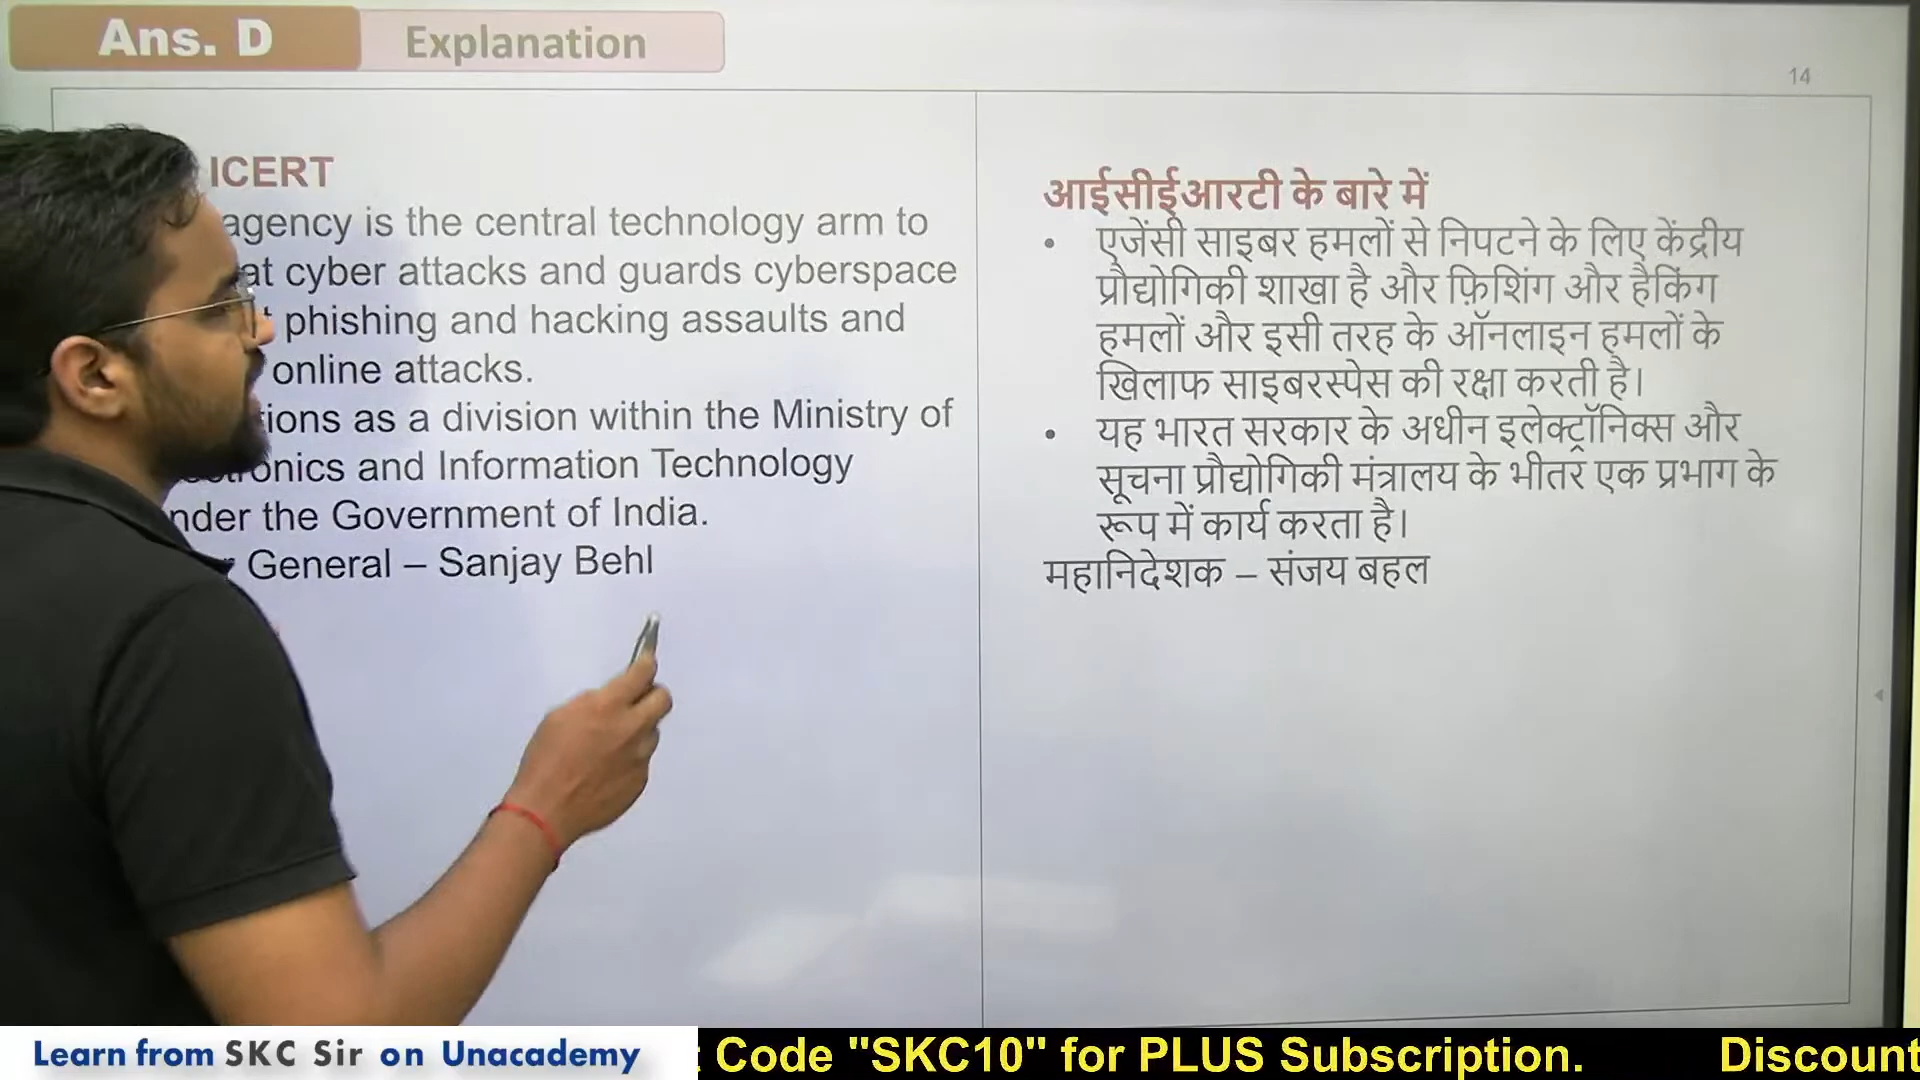 Ans. D
Explanation
14
ICERT
agency is the central technology arm to
at cyber attacks and guards cyberspace
phishing and hacking assaults and
online attacks.
ions as a division within the Ministry of
onics and Information Technology
nder the Government of India.
General – Sanjay Behl
आईसीईआरटी के बारे में
• एजेंसी साइबर हमलों से निपटने के लिए केंद्रीय
प्रौद्योगिकी शाखा है और फ़िशिंग और हैकिंग
हमलों और इसी तरह के ऑनलाइन हमलों के
खिलाफ साइबरस्पेस की रक्षा करती है।
• यह भारत सरकार के अधीन इलेक्ट्रॉनिक्स और
सूचना प्रौद्योगिकी मंत्रालय के भीतर एक प्रभाग के
रूप में कार्य करता है।
महानिदेशक – संजय बहल
Learn from SKC Sir on Unacademy
Code "SKC10" for PLUS Subscription. Discount